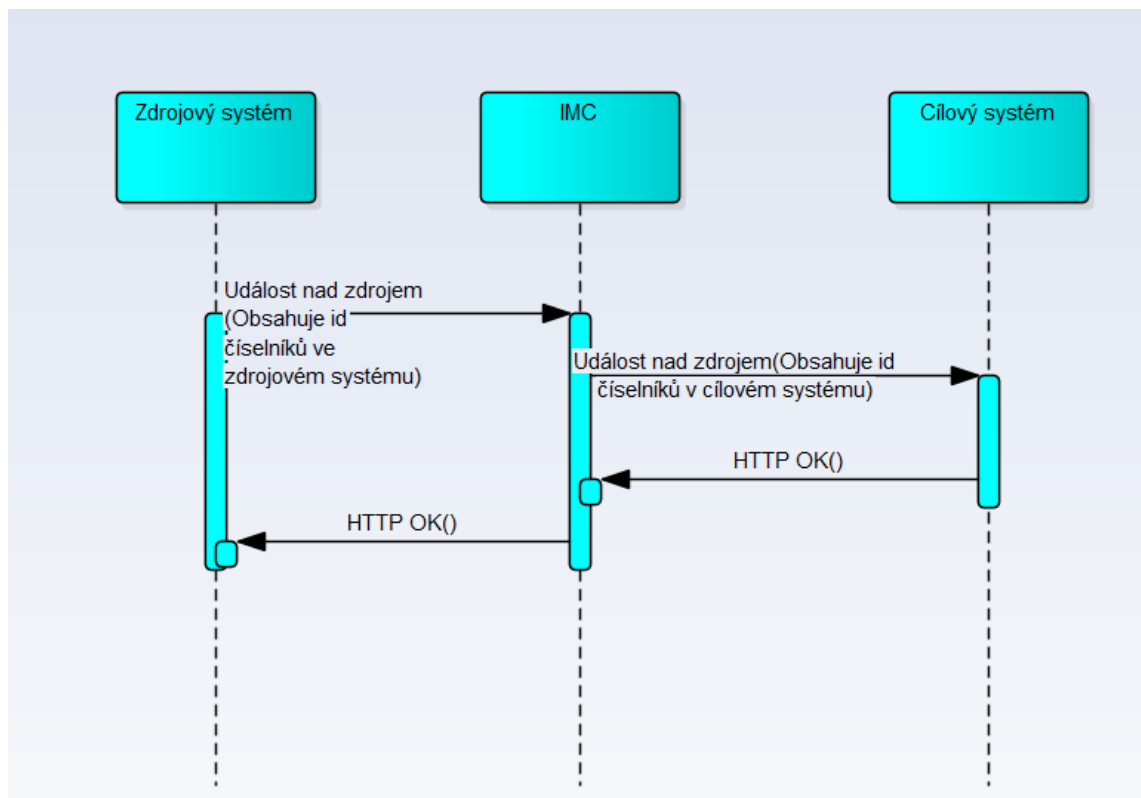 Zdrojový systém
IMC
Cílový systém
Událost nad zdrojem
(Obsahuje id
číselníků ve
zdrojovém systému)
Událost nad zdrojem(Obsahuje id
číselníků v cílovém systému)
HTTP OK()
HTTP OK()